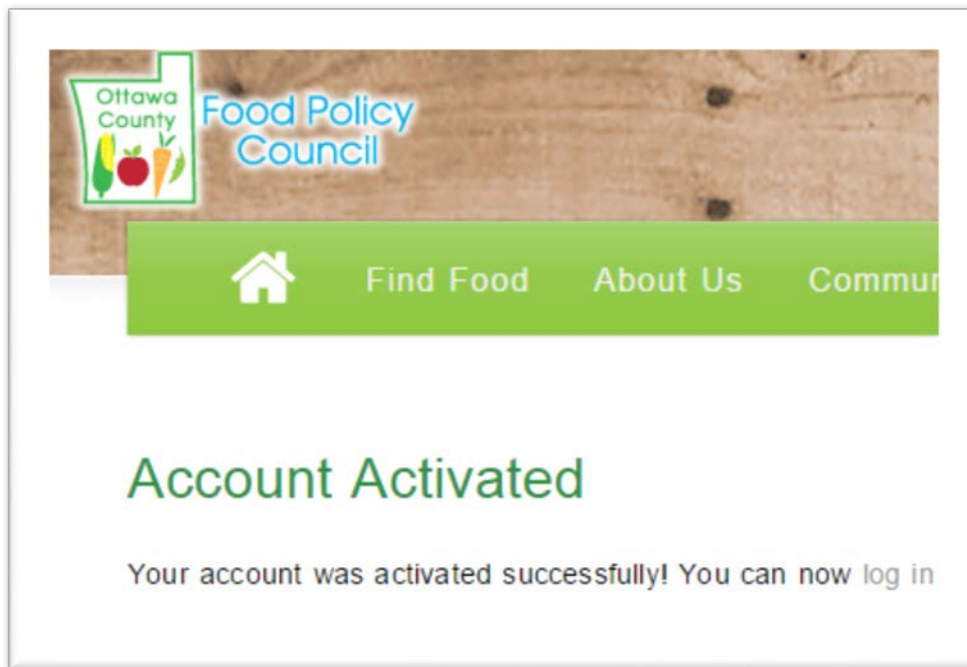 Ottawa
County
Food Policy
Council
Find Food About Us Commun
Account Activated
Your account was activated successfully! You can now log in